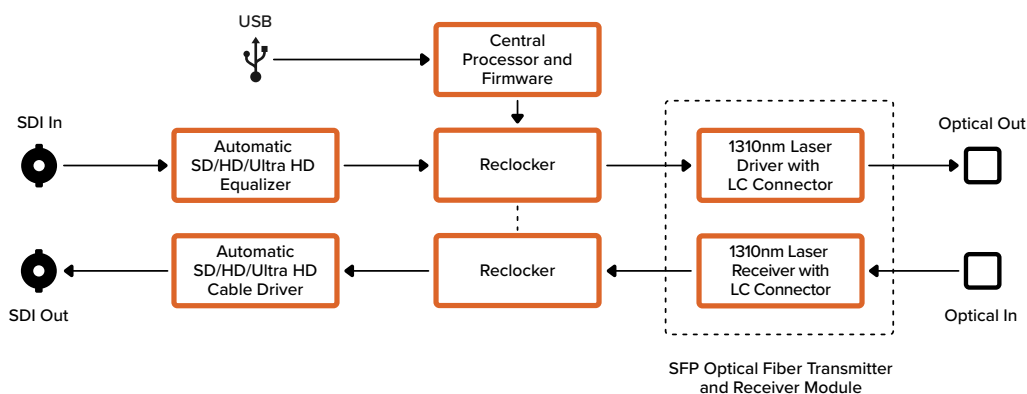 USB
Central
Processor and
Firmware
SDI In
Automatic
SD/HD/Ultra HD
Equalizer
Reclocker
1310nm Laser
Driver with
LC Connector
Optical Out
SDI Out
Automatic
SD/HD/Ultra HD
Cable Driver
Reclocker
1310nm Laser
Receiver with
LC Connector
Optical In
SFP Optical Fiber Transmitter
and Receiver Module